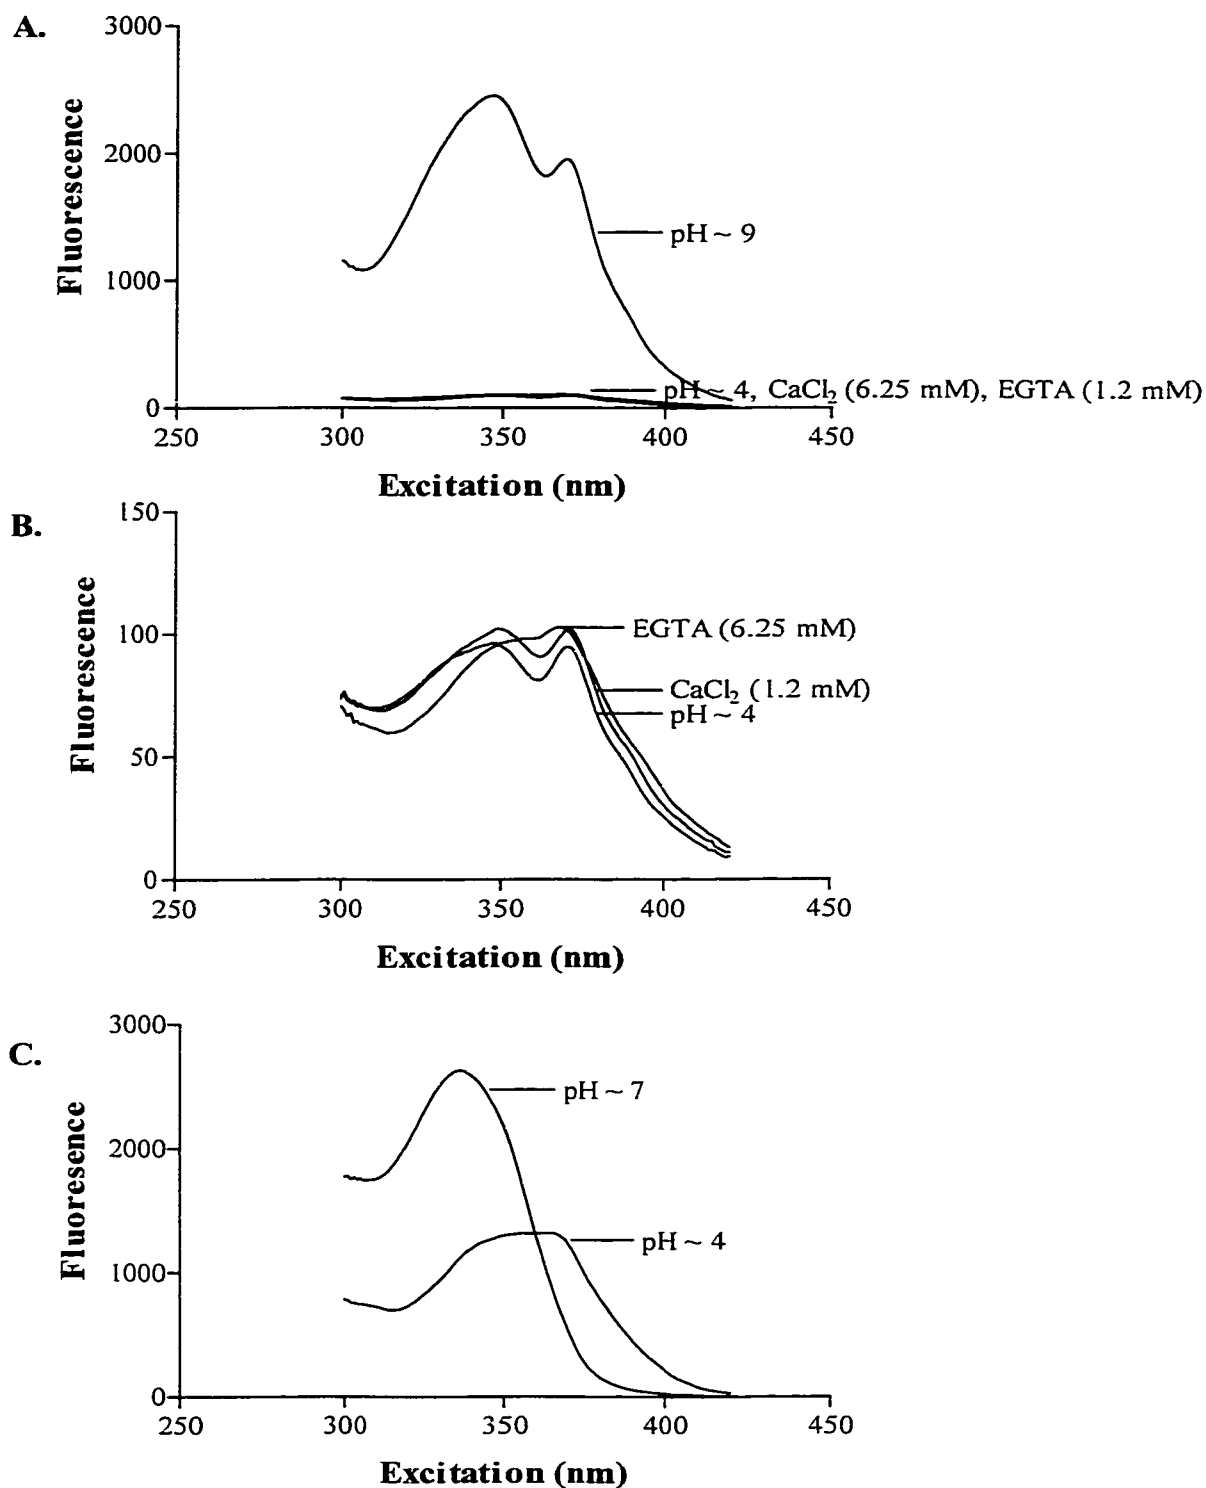 A.
3000
2000
1000
0
Fluorescence
pH ~ 9
pH ~ 4, CaCl₂ (6.25 mM), EGTA (1.2 mM)
250 300 350 400 450
Excitation (nm)
B.
150
100
50
0
Fluorescence
EGTA (6.25 mM)
CaCl₂ (1.2 mM)
pH ~ 4
250 300 350 400 450
Excitation (nm)
C.
3000
2000
1000
0
Fluoresence
pH ~ 7
pH ~ 4
250 300 350 400 450
Excitation (nm)